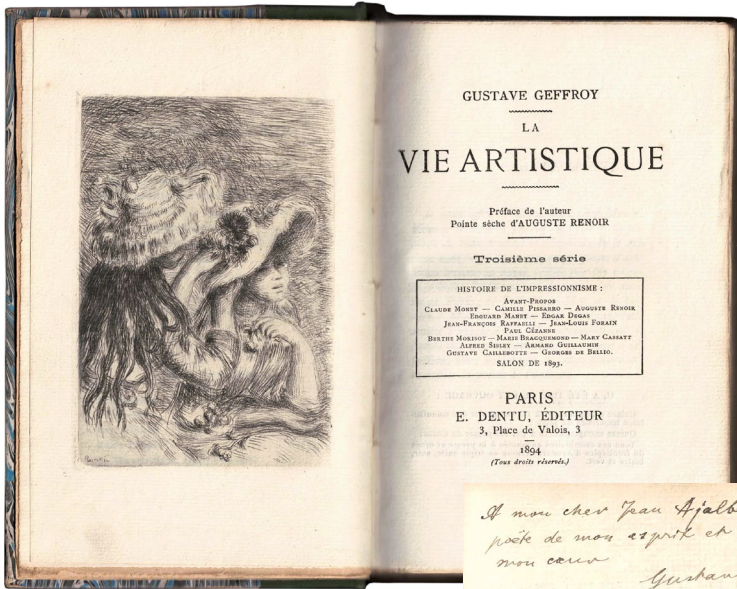 GUSTAVE GEFFROY
LA
VIE ARTISTIQUE
Préface de l'auteur
Pointe sèche d'AUGUSTE RENOIR
Troisième série
HISTOIRE DE L'IMPRESSIONNISME :
AVANT-PROPOS
CLAUDE MONET — CAMILLE PISSARRO — AUGUSTE RENOIR
EDOUARD MANET — EDGAR DEGAS
JEAN-FRANÇOIS RAFFAELLI — JEAN-LOUIS FORAIN
PAUL CÉZANNE
BERTHE MORISOT — MARIE BRACQUEMOND — MARY CASSATT
ALFRED SISLEY — ARMAND GUILLAUMIN
GUSTAVE CAILLEBOTTE — GEORGES DE BELLIO.
SALON DE 1893.
PARIS
E. DENTU, ÉDITEUR
3, Place de Valois, 3
1894
(Tous droits réservés.)
A mon cher Jean Ajalb
poëte de mon esprit et
mon cœur
Gustav
Renoir